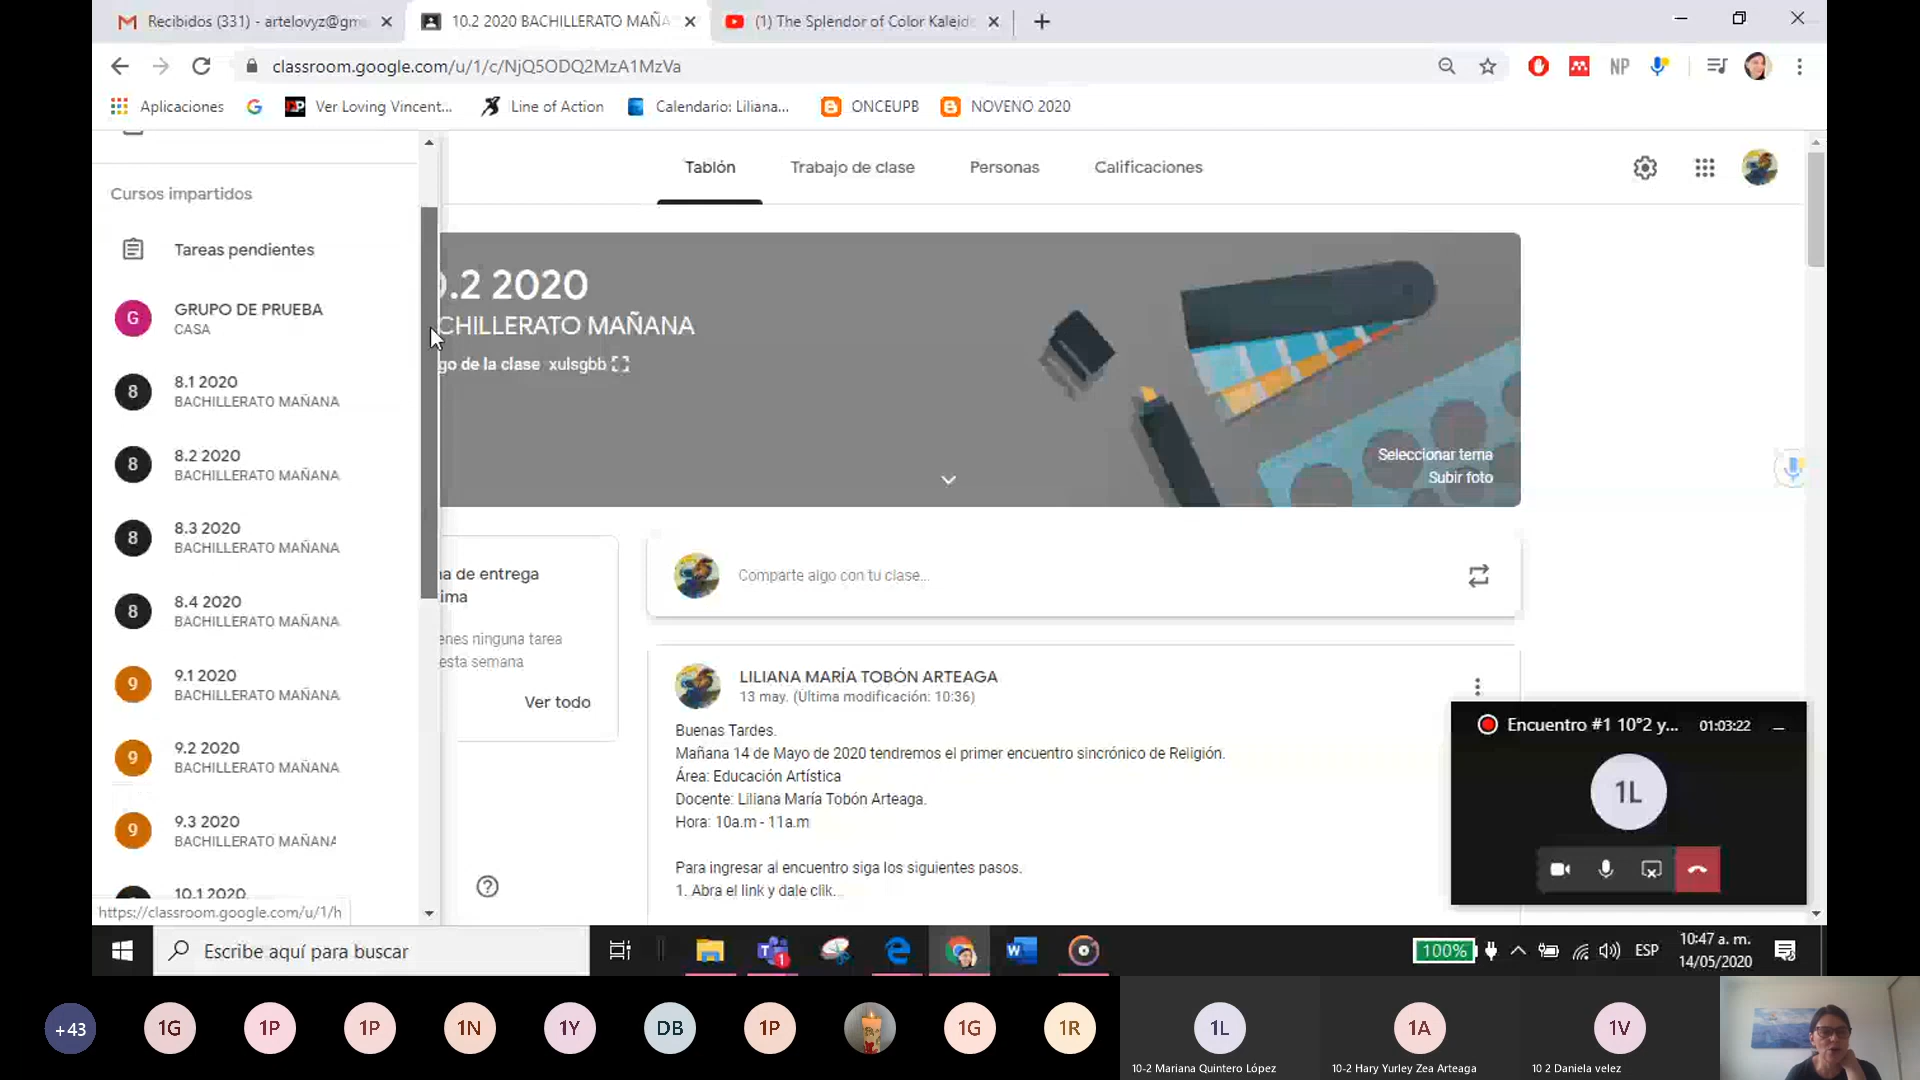 Recibidos (331) - artelovyz@gm
10.2 2020 BACHILLERATO MAÑA
(1) The Splendor of Color Kaleid
classroom.google.com/u/1/c/NjQ5ODQ2MzA1MzVa
NP
Aplicaciones
Ver Loving Vincent...
Line of Action
Calendario: Liliana...
ONCEUPB
NOVENO 2020
Tablón
Trabajo de clase
Personas
Calificaciones
Cursos impartidos
Tareas pendientes
G
GRUPO DE PRUEBA
CASA
8
8.1 2020
BACHILLERATO MAÑANA
8
8.2 2020
BACHILLERATO MAÑANA
8
8.3 2020
BACHILLERATO MAÑANA
8
8.4 2020
BACHILLERATO MAÑANA
9
9.1 2020
BACHILLERATO MAÑANA
9
9.2 2020
BACHILLERATO MAÑANA
9
9.3 2020
BACHILLERATO MAÑANA
10.1 2020
https://classroom.google.com/u/1/h
.2 2020
CHILLERATO MAÑANA
go de la clase xulsgbb
Seleccionar tema
Subir foto
a de entrega
ima
enes ninguna tarea
esta semana
Ver todo
Comparte algo con tu clase...
LILIANA MARÍA TOBÓN ARTEAGA
13 may. (Última modificación: 10:36)
Buenas Tardes.
Mañana 14 de Mayo de 2020 tendremos el primer encuentro sincrónico de Religión.
Área: Educación Artística
Docente: Liliana María Tobón Arteaga.
Hora: 10a.m - 11a.m
Para ingresar al encuentro siga los siguientes pasos.
1. Abra el link y dale clik...
Encuentro #1 10°2 y...
01:03:22
1L
Escribe aquí para buscar
1
100%
ESP
10:47 a. m.
14/05/2020
+43
1G
1P
1P
1N
1Y
DB
1P
1G
1R
1L
10-2 Mariana Quintero López
1A
10-2 Hary Yurley Zea Arteaga
1V
10 2 Daniela velez